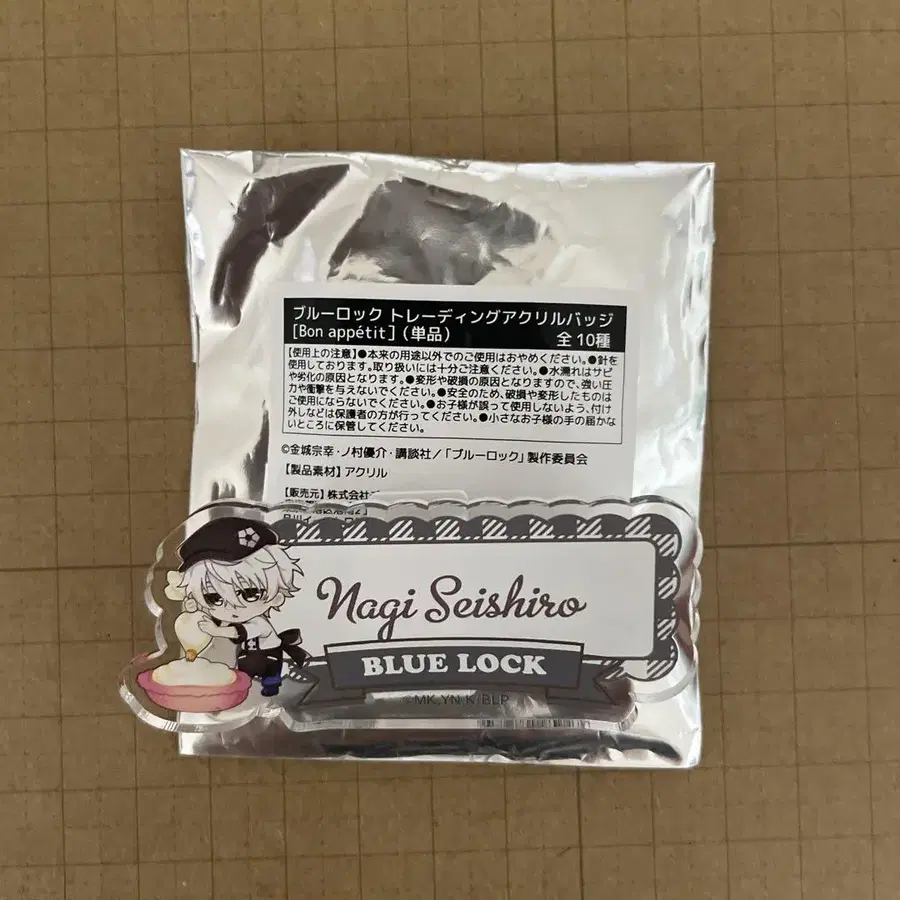 ブルーロック トレーディングアクリルバッジ
[Bon appétit]（単品）
全 10種
【使用上の注意】●本来の用途以外でのご使用はおやめください。●針を
使用しております。取り扱いには十分ご注意ください。●水濡れはサビ
や劣化の原因となります。●変形や破損の原因となりますので、強い圧
力や衝撃を与えないでください。●安全のため、破損や変形したものは
ご使用にならないでください。●お子様が誤って使用しないよう、付け
外しなどは保護者の方が行ってください。●小さなお子様の手の届かな
いところに保管してください。
©金城宗幸・ノ村優介・講談社/「ブルーロック」製作委員会
【製品素材】アクリル
【販売元】株式会社
Nagi Seishiro
BLUE LOCK
©MK,YN,K/BLP